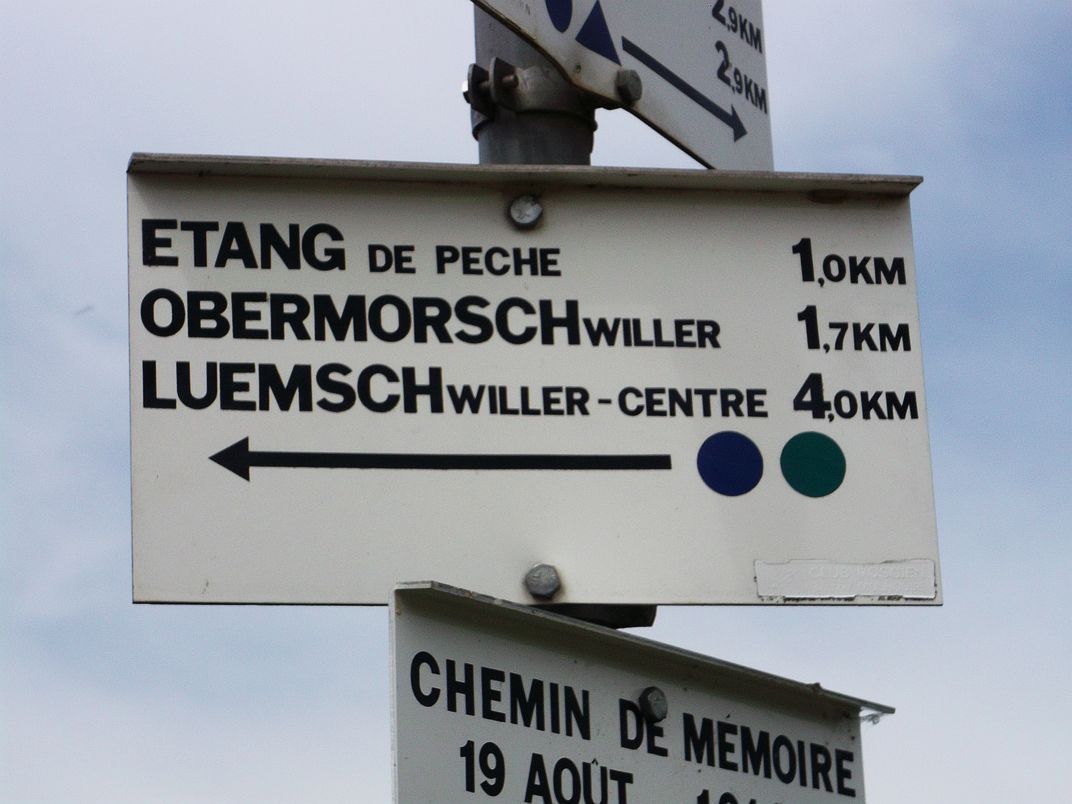 2,9KM
2,9KM
ETANG DE PECHE 1,0KM
OBERMORSCHWILLER 1,7KM
LUEMSCHWILLER-CENTRE 4,0KM
CHEMIN DE MÉMOIRE
19 AOÛT